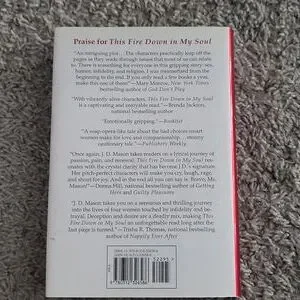 Praise for This Fire Down in My Soul
"An intriguing plot . . . The characters practically leap off the
pages as they work through issues that most of us can relate
to. There is something for everyone in this gripping story: sex,
humor, infidelity, and religion. I was mesmerized from the
beginning to the end. If you only read a few books a year,
make this one of them!"—Mary Monroe, New York Times
bestselling author of God Don't Play
"With vibrantly alive characters, This Fire Down in My Soul
is a captivating and enjoyable read."—Brenda Jackson,
national bestselling author
"Emotionally gripping."—Booklist
"A soap opera-like tale about the bad choices smart
women make for love and companionship . . . steamy
cautionary tale."—Publishers Weekly
"Once again, J. D. Mason takes readers on a frenzied journey of
passion, pain, and renewal. This Fire Down in My Soul
resonates with the crystal clarity that has become J.D.'s signature.
Her pitch-perfect characters will make you cry, laugh, rage,
and shout for joy. And in the end all you can say is, Bravo, Ms.
Mason!"—Donna Hill, national bestselling author of Getting
Hers and Guilty Pleasures
"J. D. Mason takes you on a sensuous and thrilling journey
into the lives of four women touched by infidelity and
betrayal. Deception and desire are a deadly mix, making This
Fire Down in My Soul an unforgettable read long after the
last page is turned."—Trisha R. Thomas, bestselling author
of Nappily Ever After